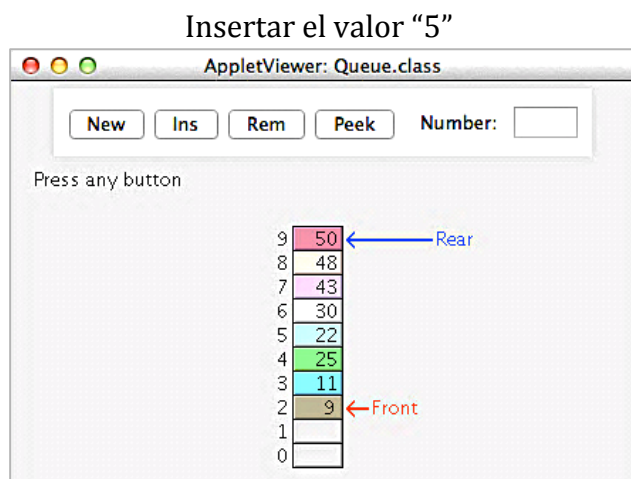 Insertar el valor “5”
AppletViewer: Queue.class
New Ins Rem Peek Number:
Press any button
9 50 Rear
8 48
7 43
6 30
5 22
4 25
3 11
2 9 Front
1
0